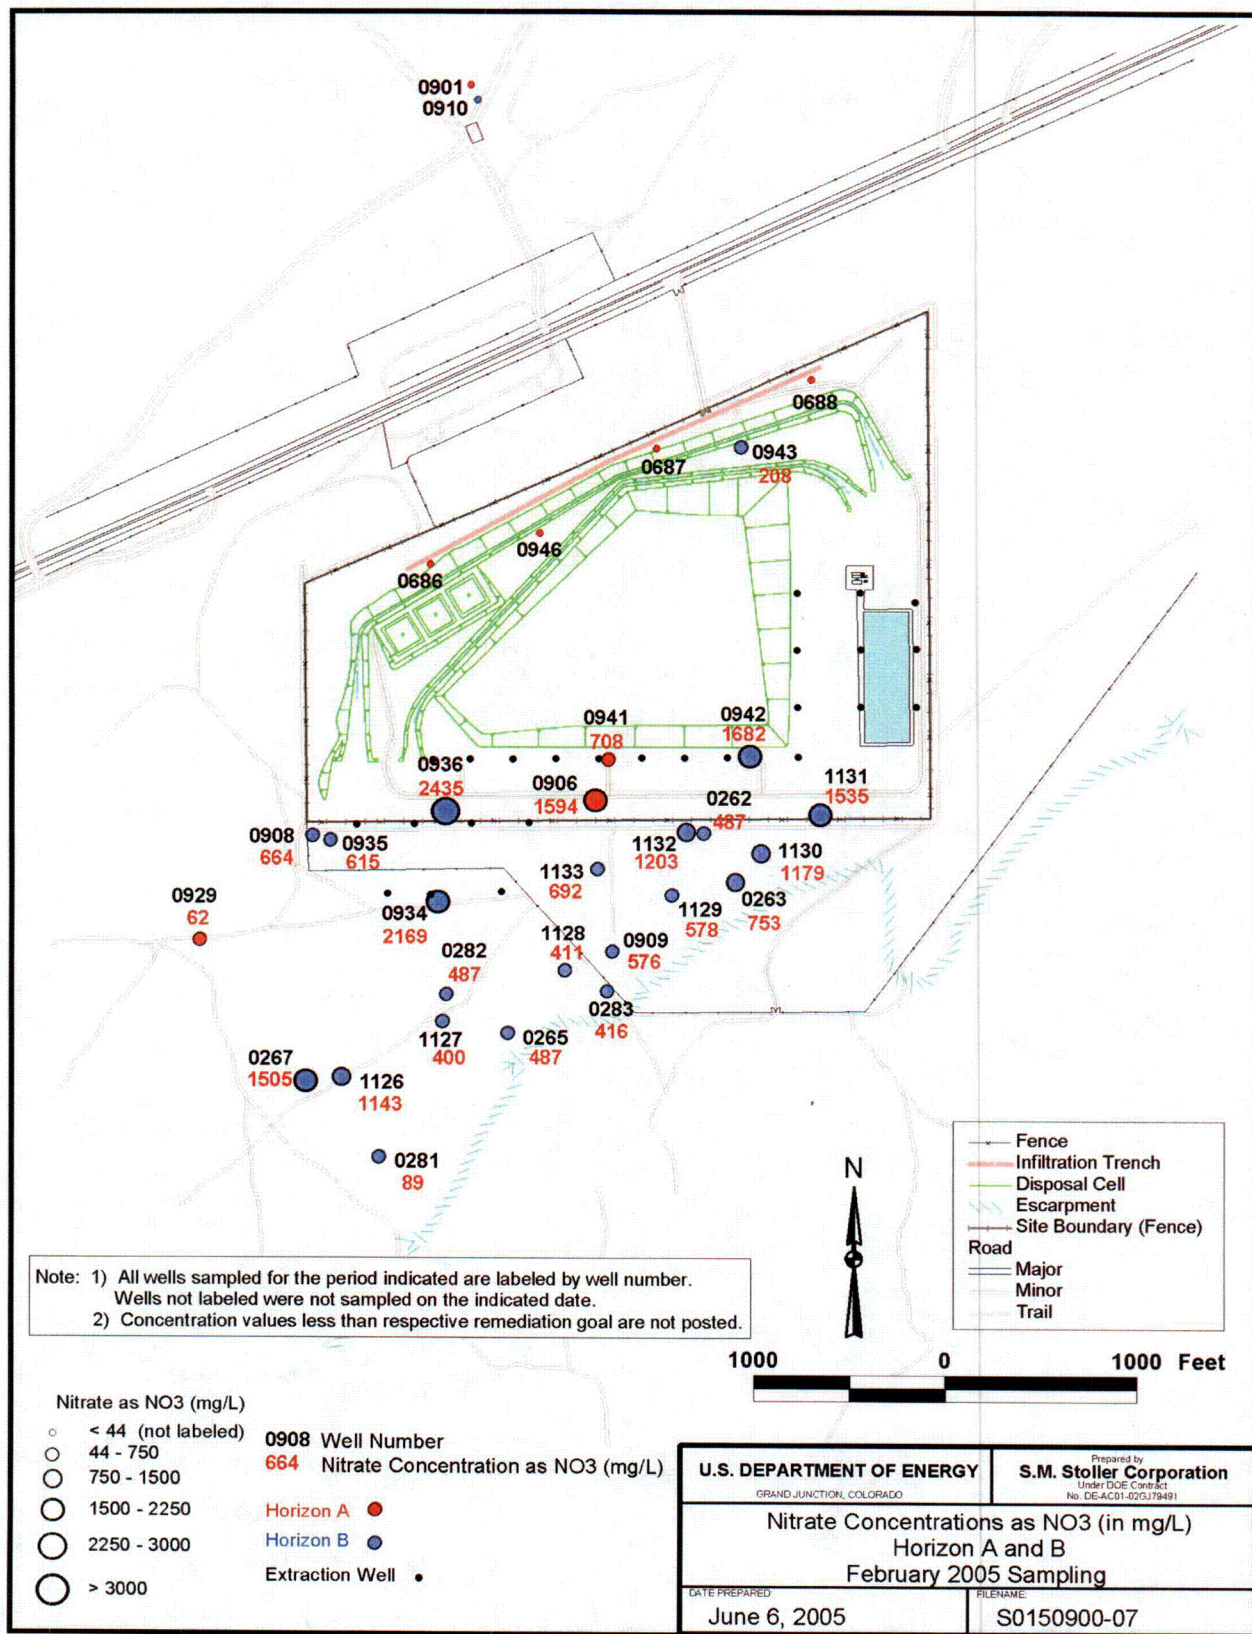 0901
0910
0688
0943
208
0687
0946
0686
0941
708
0942
1682
0936
2435
0906
1594
1131
1535
0262
487
0908
664
0935
615
1132
1203
1130
1179
1133
692
0929
62
0934
2169
1129
578
0263
753
1128
411
0909
576
0282
487
0283
416
1127
400
0265
487
0267
1505
1126
1143
0281
89
N
Fence
Infiltration Trench
Disposal Cell
Escarpment
Site Boundary (Fence)
Road
Major
Minor
Trail
Note: 1) All wells sampled for the period indicated are labeled by well number.
Wells not labeled were not sampled on the indicated date.
2) Concentration values less than respective remediation goal are not posted.
1000 0 1000 Feet
Nitrate as NO3 (mg/L)
< 44 (not labeled)
44 - 750
750 - 1500
1500 - 2250
2250 - 3000
> 3000
0908 Well Number
664 Nitrate Concentration as NO3 (mg/L)
Horizon A
Horizon B
Extraction Well
U.S. DEPARTMENT OF ENERGY
GRAND JUNCTION, COLORADO
Prepared by
S.M. Stoller Corporation
Under DOE Contract
No. DE-AC01-02GJ79491
Nitrate Concentrations as NO3 (in mg/L)
Horizon A and B
February 2005 Sampling
DATE PREPARED:
June 6, 2005
FILENAME:
S0150900-07